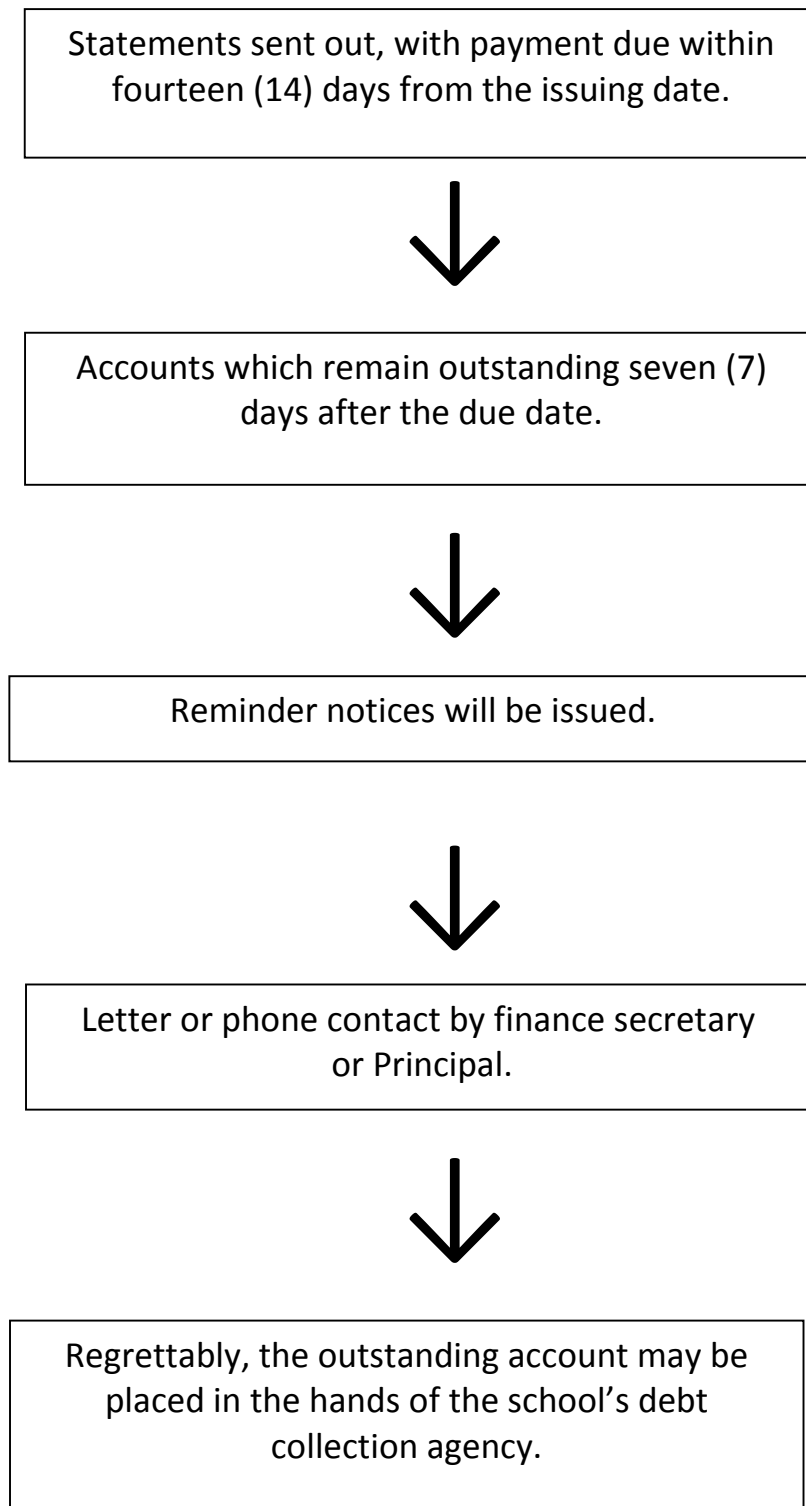 Statements sent out, with payment due within
fourteen (14) days from the issuing date.
Accounts which remain outstanding seven (7)
days after the due date.
Reminder notices will be issued.
Letter or phone contact by finance secretary
or Principal.
Regrettably, the outstanding account may be
placed in the hands of the school’s debt
collection agency.